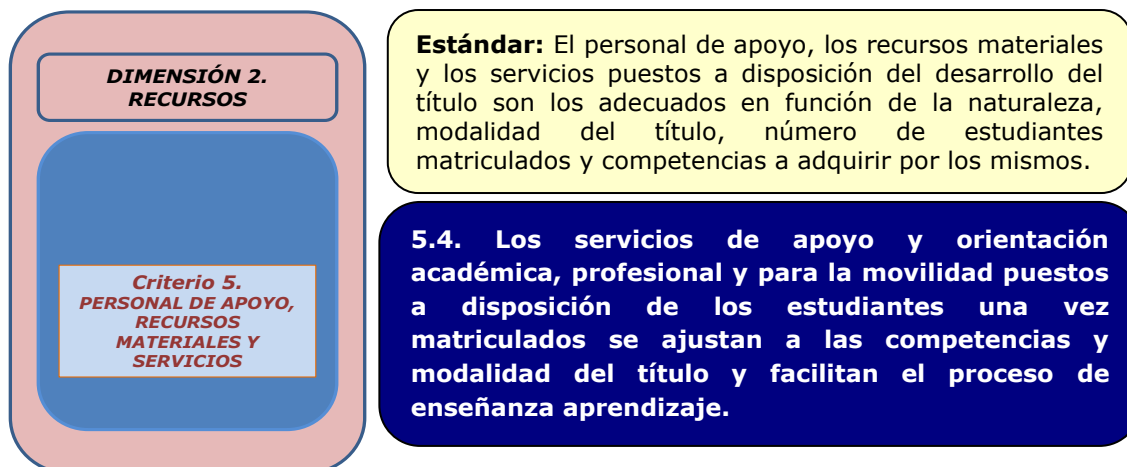 DIMENSIÓN 2.
RECURSOS
Criterio 5.
PERSONAL DE APOYO,
RECURSOS
MATERIALES Y
SERVICIOS
Estándar: El personal de apoyo, los recursos materiales
y los servicios puestos a disposición del desarrollo del
título son los adecuados en función de la naturaleza,
modalidad del título, número de estudiantes
matriculados y competencias a adquirir por los mismos.
5.4. Los servicios de apoyo y orientación
académica, profesional y para la movilidad puestos
a disposición de los estudiantes una vez
matriculados se ajustan a las competencias y
modalidad del título y facilitan el proceso de
enseñanza aprendizaje.